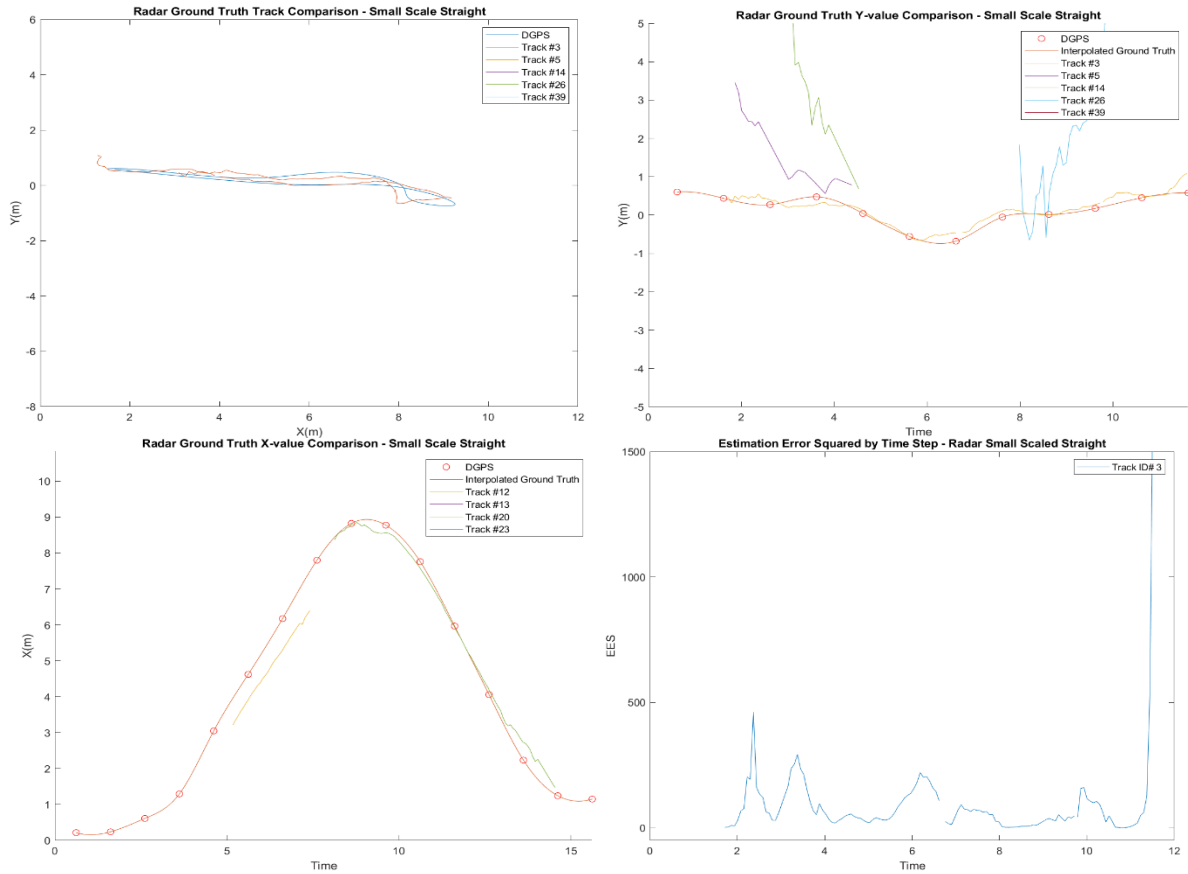 Radar Ground Truth Track Comparison - Small Scale Straight
6
4
2
0
-2
-4
-6
-8
Y(m)
0
2
4
6
8
10
12
X(m)
DGPS
Track #3
Track #5
Track #14
Track #26
Track #39
Radar Ground Truth Y-value Comparison - Small Scale Straight
5
4
3
2
1
0
-1
-2
-3
-4
-5
Y(m)
0
2
4
6
8
10
Time
DGPS
Interpolated Ground Truth
Track #3
Track #5
Track #14
Track #26
Track #39
Radar Ground Truth X-value Comparison - Small Scale Straight
10
9
8
7
6
5
4
3
2
1
0
X(m)
5
10
15
Time
DGPS
Interpolated Ground Truth
Track #12
Track #13
Track #20
Track #23
Estimation Error Squared by Time Step - Radar Small Scaled Straight
1500
1000
500
0
EES
0
2
4
6
8
10
12
Time
Track ID# 3